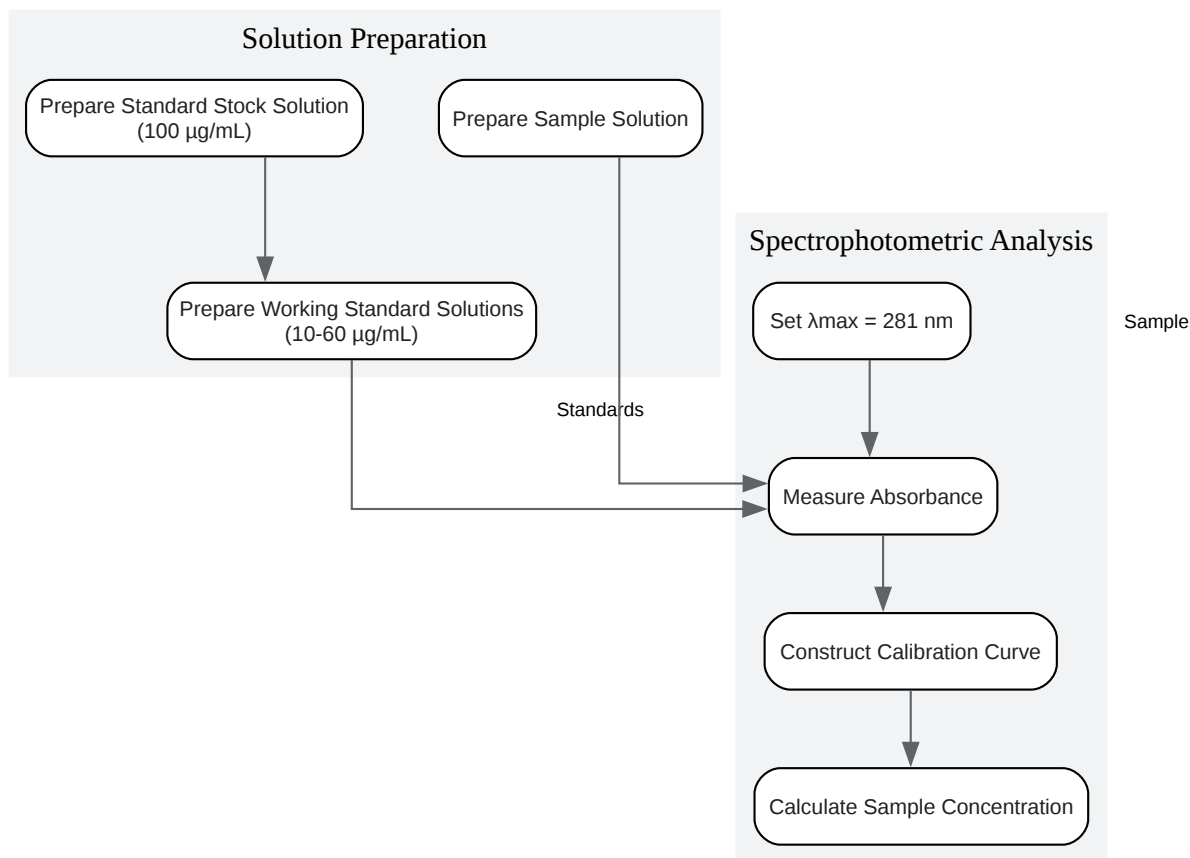 Solution Preparation
Prepare Standard Stock Solution
(100 µg/mL)
Prepare Sample Solution
Prepare Working Standard Solutions
(10-60 µg/mL)
Spectrophotometric Analysis
Set λmax = 281 nm
Sample
Standards
Measure Absorbance
Construct Calibration Curve
Calculate Sample Concentration